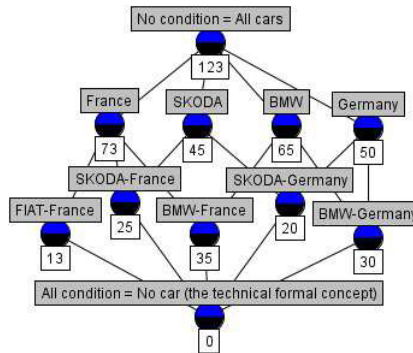 No condition = All cars
123
France
SKODA
BMW
Germany
73
45
65
50
SKODA-France
SKODA-Germany
FIAT-France
BMW-France
BMW-Germany
25
20
13
35
30
All condition = No car (the technical formal concept)
0